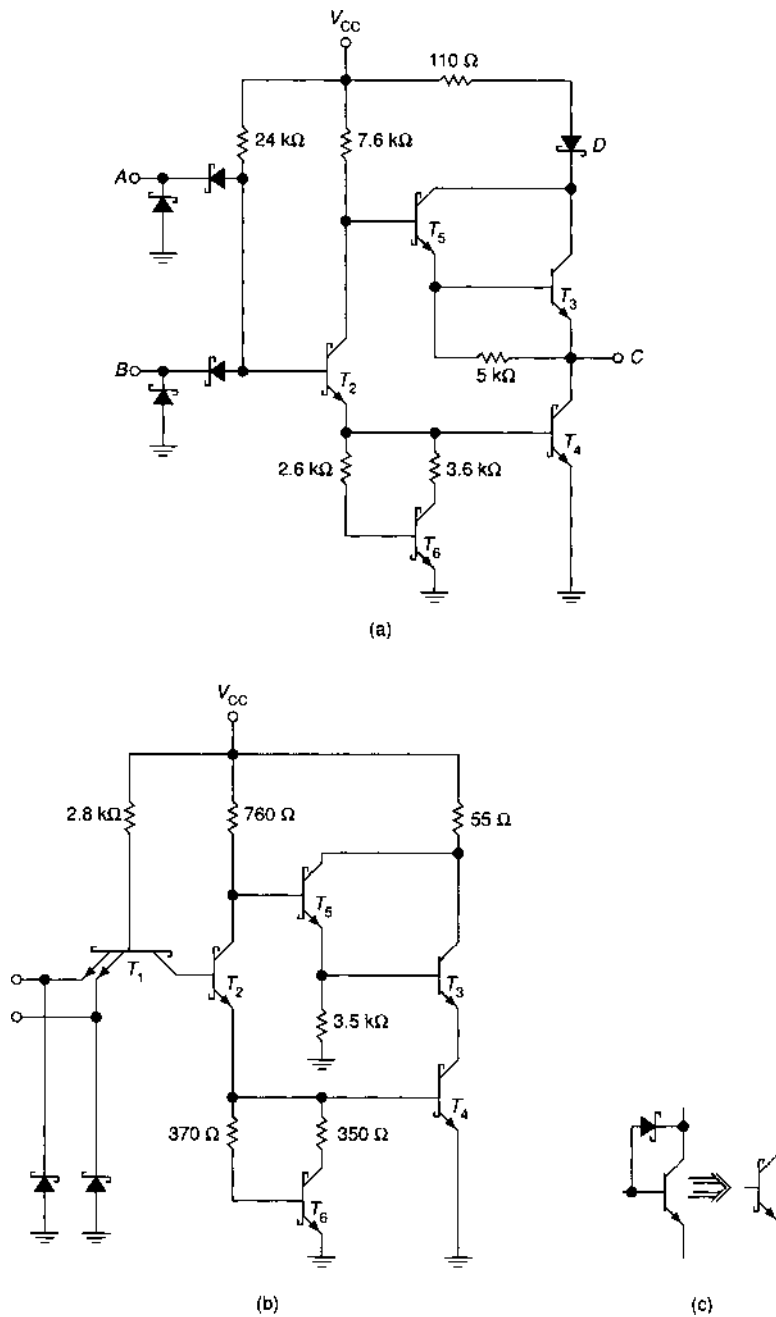 V_CC
110 Ω
24 kΩ
7.6 kΩ
D
A
T_5
T_3
B
T_2
5 kΩ
C
2.6 kΩ
3.6 kΩ
T_4
T_6
(a)
V_CC
2.8 kΩ
760 Ω
55 Ω
T_5
T_1
T_2
T_3
3.5 kΩ
T_4
370 Ω
350 Ω
T_6
(b)
(c)